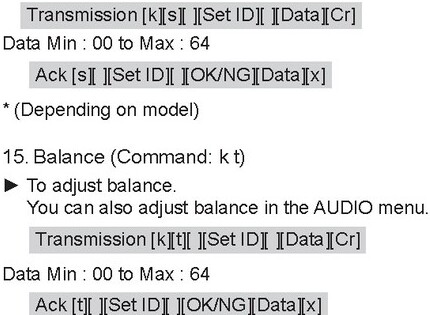 Transmission [k][s][ ][Set ID][ ][Data][Cr]
Data Min : 00 to Max : 64
Ack [s][ ][Set ID][ ][OK/NG][Data][x]
* (Depending on model)
15. Balance (Command: k t)
► To adjust balance.
You can also adjust balance in the AUDIO menu.
Transmission [k][t][ ][Set ID][ ][Data][Cr]
Data Min : 00 to Max : 64
Ack [t][ ][Set ID][ ][OK/NG][Data][x]